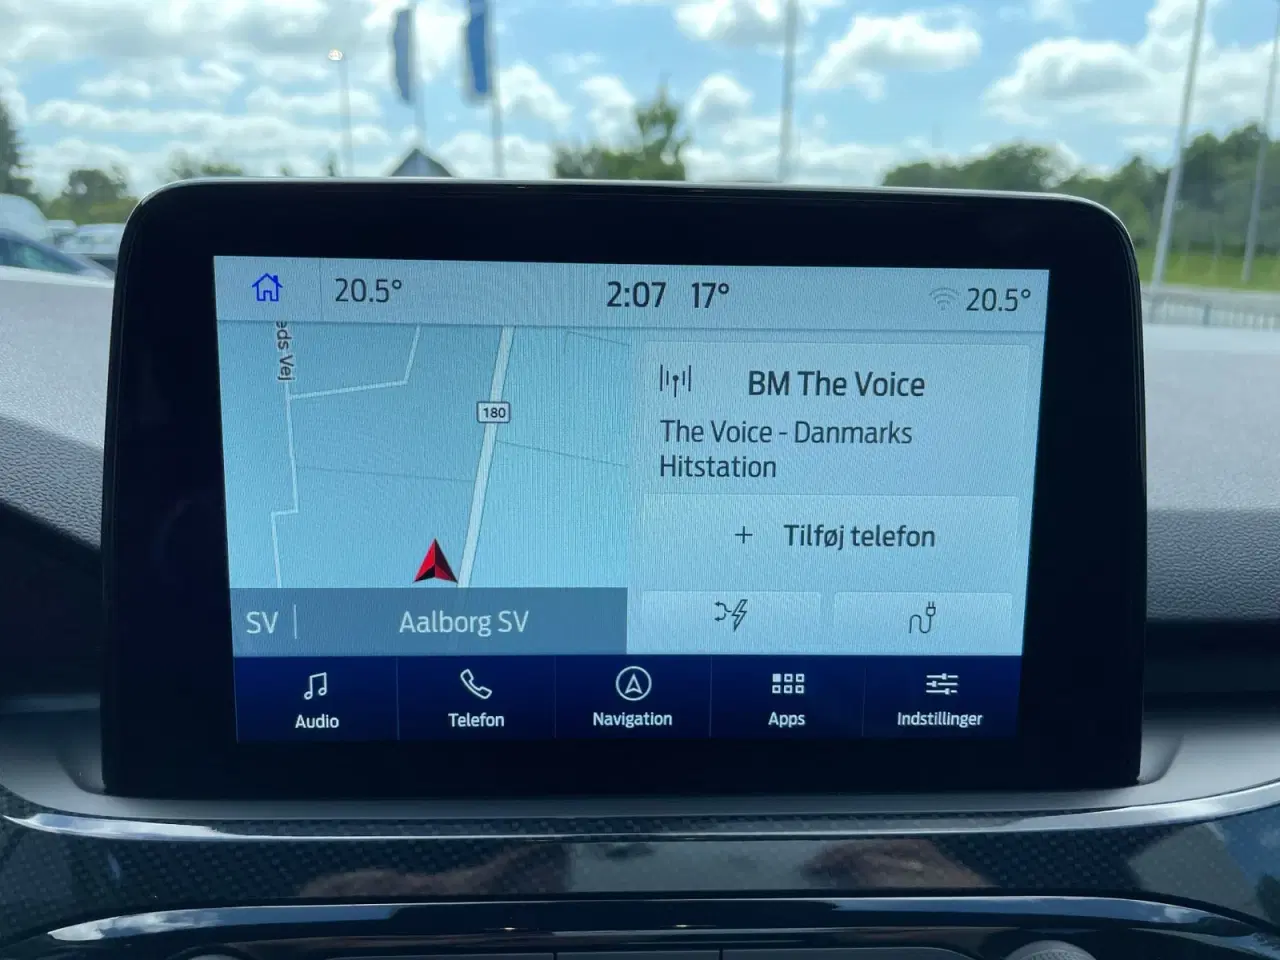 20.5° 2:07 17° 20.5°
ads Vej
180
BM The Voice
The Voice - Danmarks
Hitstation
+ Tilføj telefon
SV | Aalborg SV
Audio Telefon Navigation Apps Indstillinger